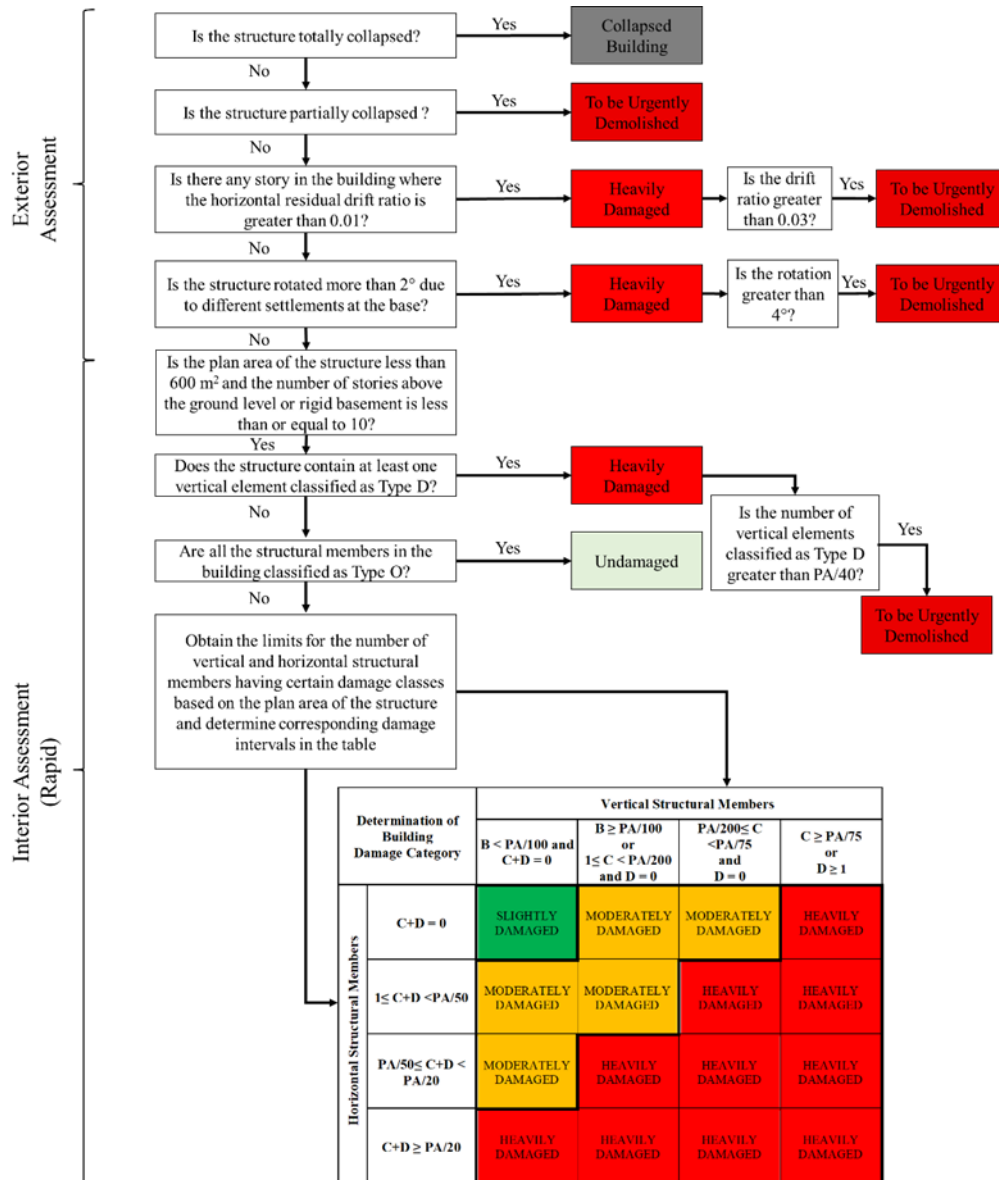 Exterior
Assessment
Is the structure totally collapsed?
Yes
Collapsed
Building
No
Is the structure partially collapsed ?
Yes
To be Urgently
Demolished
No
Is there any story in the building where
the horizontal residual drift ratio is
greater than 0.01?
Yes
Heavily
Damaged
Is the drift
ratio greater
than 0.03?
Yes
To be Urgently
Demolished
No
Is the structure rotated more than 2° due
to different settlements at the base?
Yes
Heavily
Damaged
Is the rotation
greater than
4°?
Yes
To be Urgently
Demolished
No
Interior Assessment
(Rapid)
Is the plan area of the structure less than
600 m² and the number of stories above
the ground level or rigid basement is less
than or equal to 10?
Yes
Does the structure contain at least one
vertical element classified as Type D?
Yes
Heavily
Damaged
Is the number of
vertical elements
classified as Type D
greater than PA/40?
Yes
To be Urgently
Demolished
No
Are all the structural members in the
building classified as Type O?
Yes
Undamaged
No
Obtain the limits for the number of
vertical and horizontal structural
members having certain damage classes
based on the plan area of the structure
and determine corresponding damage
intervals in the table
Determination of
Building
Damage Category
Vertical Structural Members
B < PA/100 and
C+D = 0
B ≥ PA/100
or
1≤ C < PA/200
and D = 0
PA/200≤ C
<PA/75
and
D = 0
C ≥ PA/75
or
D ≥ 1
Horizontal Structural Members
C+D = 0
SLIGHTLY
DAMAGED
MODERATELY
DAMAGED
MODERATELY
DAMAGED
HEAVILY
DAMAGED
1≤ C+D <PA/50
MODERATELY
DAMAGED
MODERATELY
DAMAGED
HEAVILY
DAMAGED
HEAVILY
DAMAGED
PA/50≤ C+D <
PA/20
MODERATELY
DAMAGED
HEAVILY
DAMAGED
HEAVILY
DAMAGED
HEAVILY
DAMAGED
C+D ≥ PA/20
HEAVILY
DAMAGED
HEAVILY
DAMAGED
HEAVILY
DAMAGED
HEAVILY
DAMAGED